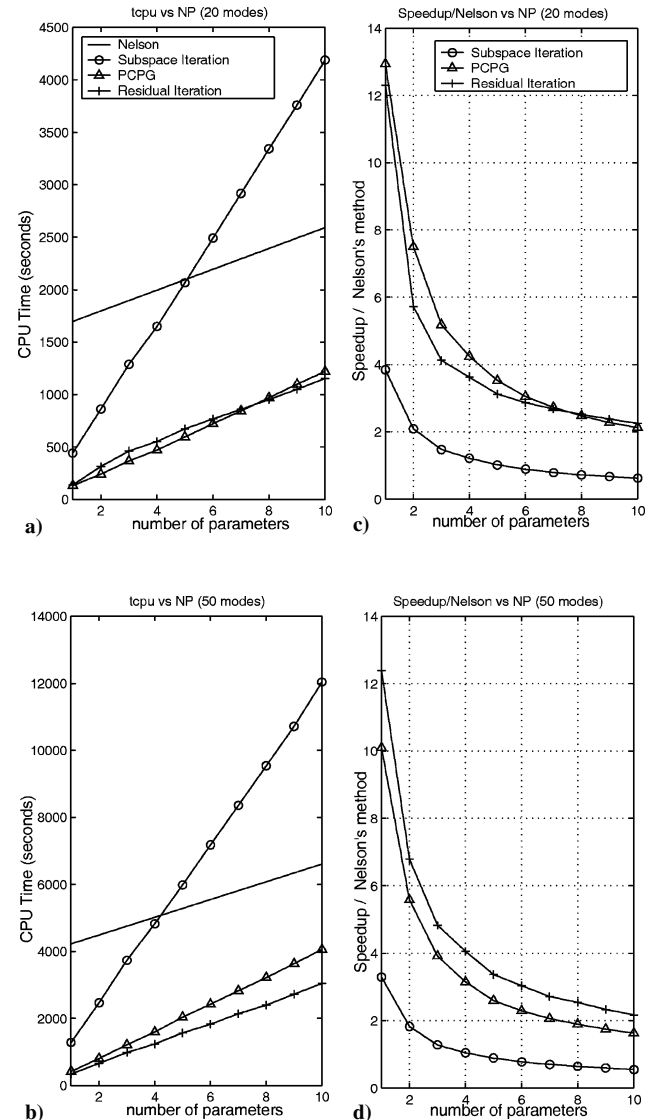 tcpu vs NP (20 modes)
4500
4000
3500
3000
2500
2000
1500
1000
500
0
CPU Time (seconds)
Nelson
Subspace Iteration
PCPG
Residual Iteration
2 4 6 8 10
number of parameters
a)
Speedup/Nelson vs NP (20 modes)
14
12
10
8
6
4
2
0
Speedup / Nelson's method
Subspace Iteration
PCPG
Residual Iteration
2 4 6 8 10
number of parameters
c)
tcpu vs NP (50 modes)
14000
12000
10000
8000
6000
4000
2000
0
CPU Time (seconds)
2 4 6 8 10
number of parameters
b)
Speedup/Nelson vs NP (50 modes)
14
12
10
8
6
4
2
0
Speedup / Nelson's method
2 4 6 8 10
number of parameters
d)